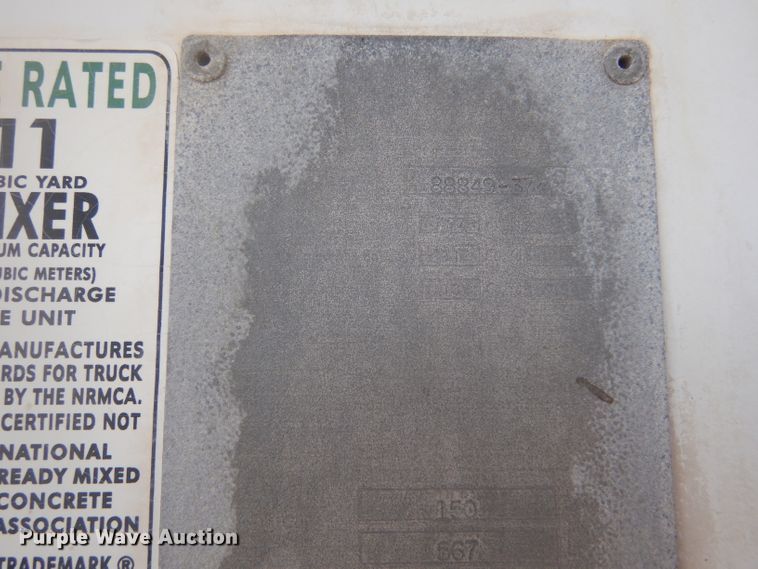 RATED
11
BIC YARD
IXER
UM CAPACITY
UBIC METERS)
DISCHARGE
E UNIT
ANUFACTURES
RDS FOR TRUCK
BY THE NRMCA.
CERTIFIED NOT
NATIONAL
READY MIXED
CONCRETE
ASSOCIATION
TRADEMARK ®
150
667
Purple Wave Auction